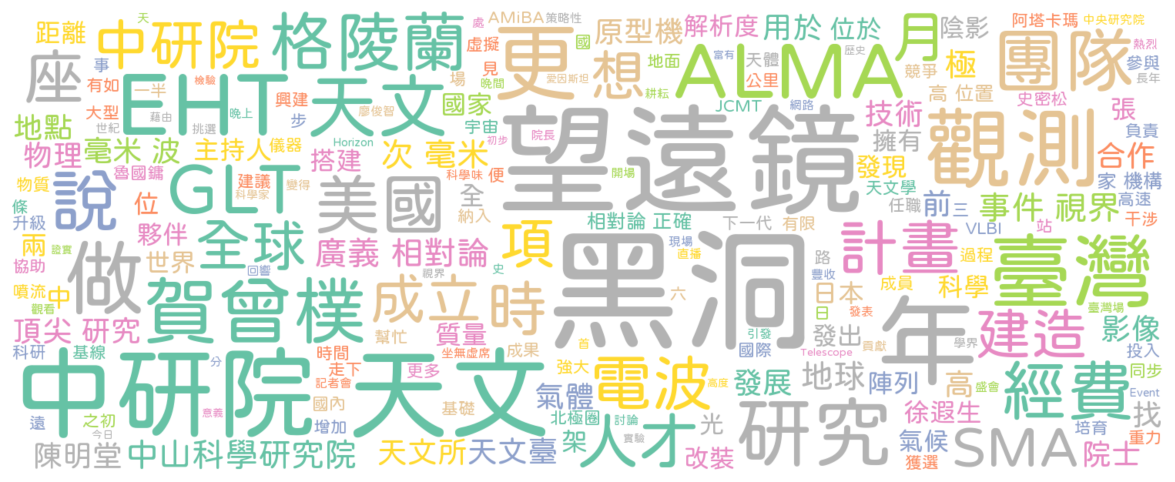 距離 天 中研院 格陵蘭 AMiBA 策略性 更 原型機 解析度 用於 位於 月 陰影 阿塔卡瑪 中央研究院
事 處 虛擬 國 地面 想 ALMA 天體 極 團隊 參與 熱烈
座 有如 一半 檢驗 EHT 天文 場 見 富有 歷史 公里 競爭 長年
大型 興建 晚上 國家 晚間 愛因斯坦 耕耘 高 位置 史密松
地點 世紀 藉由 挑選 廖俊智 步 宇宙 望遠鏡 JCMT 網路 技術 觀測 張 負責
物理 毫米 波 主持人 儀器 Horizon 次 毫米 院長 初步 擁有 合作
物質 魯國鏞 建議 科學家 搭建 變得 科學味 便 開場 發現 家 機構
條 說 位 GLT 美國 全 納入 天文學 任職 前 三 事件 視界 高速
升級 夥伴 相對論 正確 下一代 有限 VLBI 站 干涉
兩 證實 做 全球 廣義 相對論 項 黑洞 現場 直播 路 計畫 過程 臺灣
協助 中 世界 回響 視界 史 豐收 成員 科學
噴流 觀看 賀曾樸 成立 時 六 日本 日 年 臺灣場
頂尖 研究 幫忙 質量 首 引發 發出 發表 建造 影像
科研 基線 分 時間 走下 坐無虛席 成果 國際 Telescope 貢獻 學界 投入
中研院 天文 記者會 更多 強大 電波 高度 發展 地球 陣列 高 盛會 經費 同步 Event
遠 之初 意義 國內 基礎 氣體 北極圈 討論 人才 光 研究 徐遐生 培育 找
今日 增加 架 實驗 氣候 重力
陳明堂 中山科學研究院 天文所 天文臺 改裝 SMA 獲選 院士